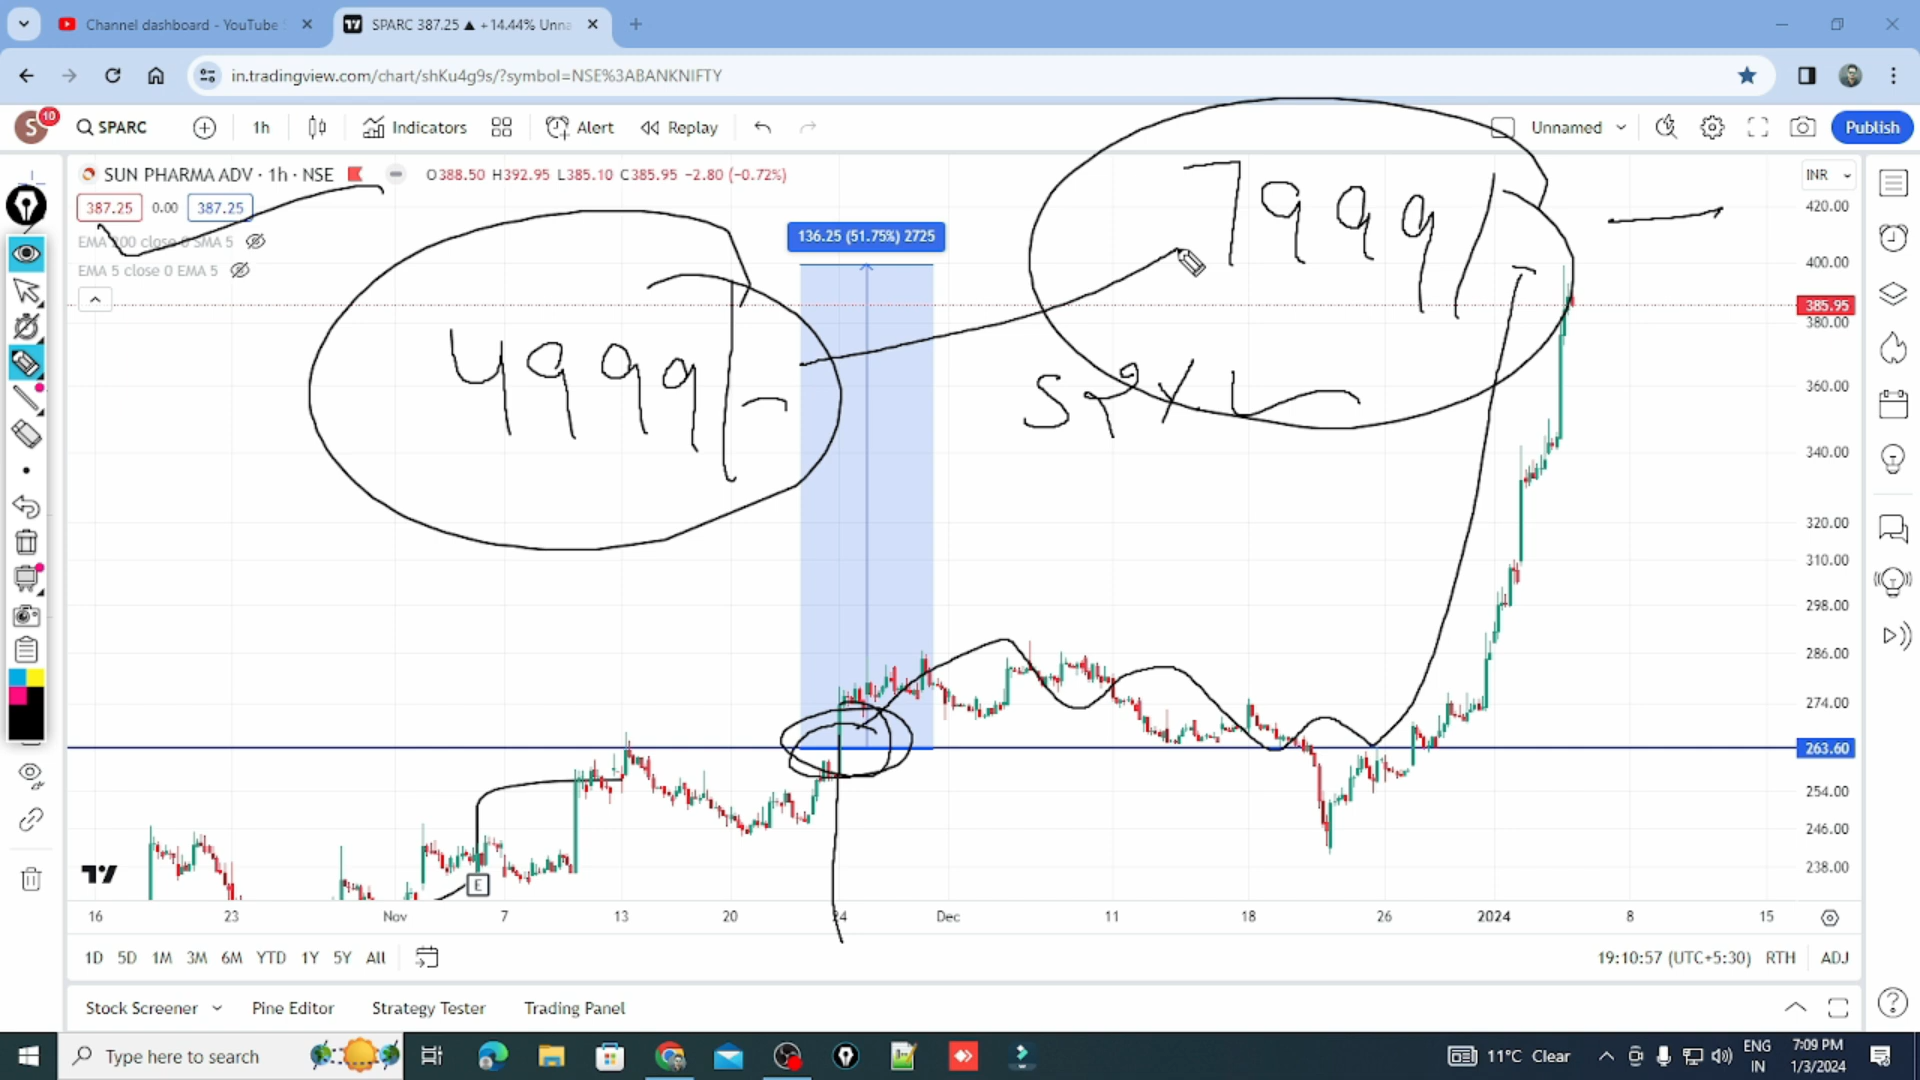 Channel dashboard - YouTube
SPARC 387.25 ▲ +14.44% Unna
in.tradingview.com/chart/shKu4g9s/?symbol=NSE%3ABANKNIFTY
S 10 SPARC 1h Indicators Alert Replay Unnamed Publish
SUN PHARMA ADV · 1h · NSE O388.50 H392.95 L385.10 C385.95 −2.80 (−0.72%) INR
387.25 0.00 387.25
EMA 200 close 0 SMA 5
EMA 5 close 0 EMA 5
136.25 (51.75%) 2725
7999/-
4999/-
420.00
400.00
385.95
380.00
360.00
340.00
320.00
310.00
298.00
286.00
274.00
263.60
254.00
246.00
238.00
E
16 23 Nov 7 13 20 24 Dec 11 18 26 2024 8 15
1D 5D 1M 3M 6M YTD 1Y 5Y All 19:10:57 (UTC+5:30) RTH ADJ
Stock Screener Pine Editor Strategy Tester Trading Panel
Type here to search 11°C Clear ENG IN 7:09 PM 1/3/2024